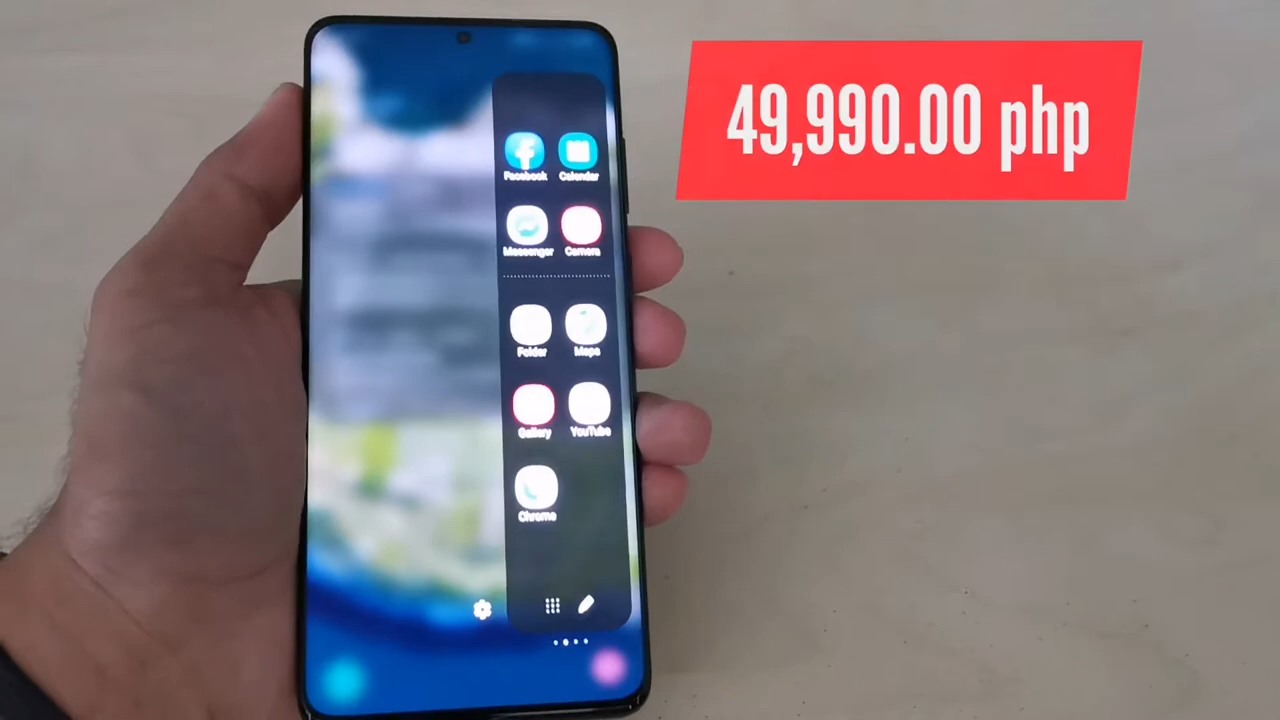 49,990.00 php
Facebook Calendar
Messenger Camera
Folder Maps
Gallery YouTube
Chrome